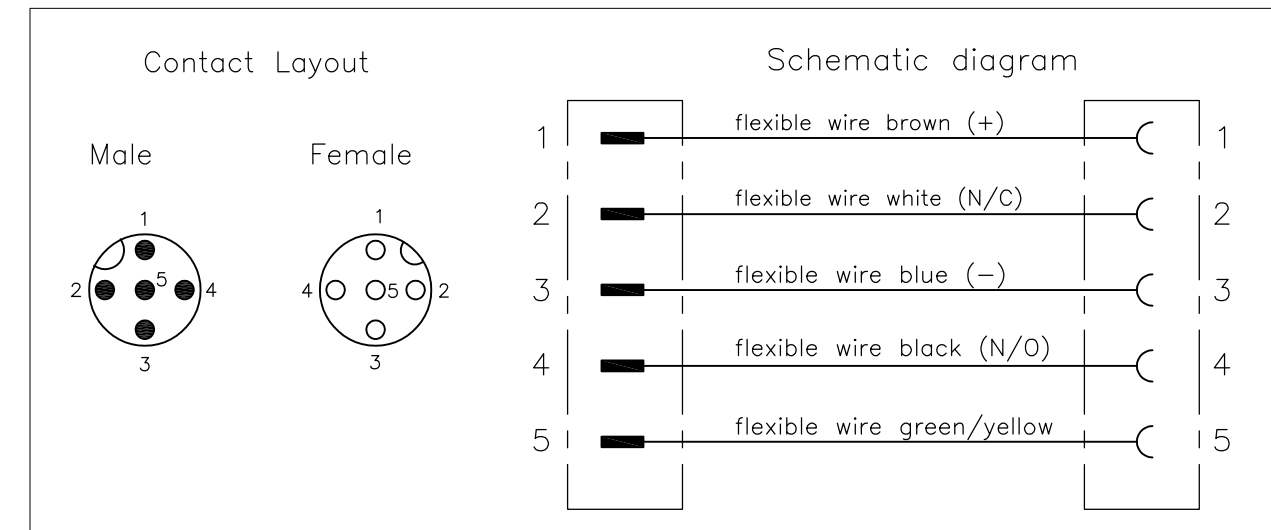 Contact Layout
Male
Female
1
2
5
4
3
1
4
5
2
3
Schematic diagram
1 flexible wire brown (+) 1
2 flexible wire white (N/C) 2
3 flexible wire blue (−) 3
4 flexible wire black (N/O) 4
5 flexible wire green/yellow 5